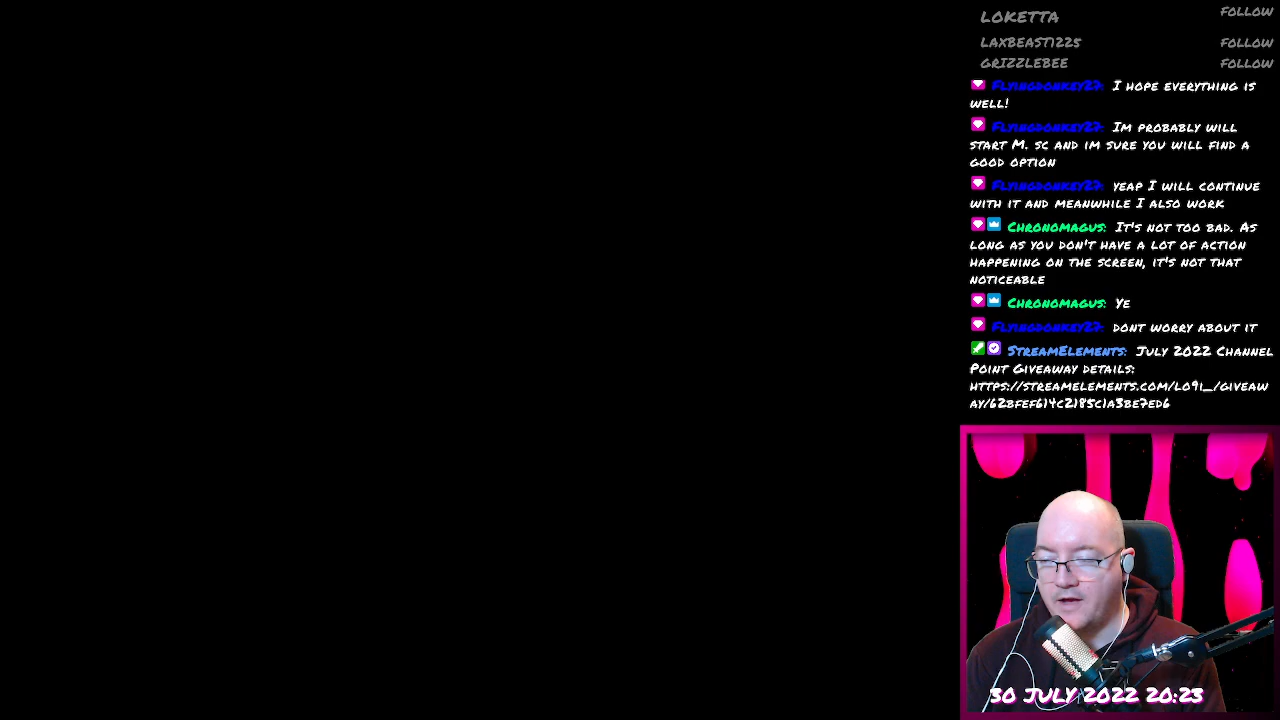 LOKETTA FOLLOW
LAXBEAST1225 FOLLOW
GRIZZLEBEE FOLLOW
Flyingdonkey27: I hope everything is
well!
Flyingdonkey27: Im probably will
start M. sc and im sure you will find a
good option
Flyingdonkey27: yeap I will continue
with it and meanwhile I also work
Chronomagus: It's not too bad. As
long as you don't have a lot of action
happening on the screen, it's not that
noticeable
Chronomagus: Ye
Flyingdonkey27: dont worry about it
StreamElements: July 2022 Channel
Point Giveaway details:
https://streamelements.com/lo9i_/giveaw
ay/62bfef614c2185c1a3be7ed6
30 JULY 2022 20:23